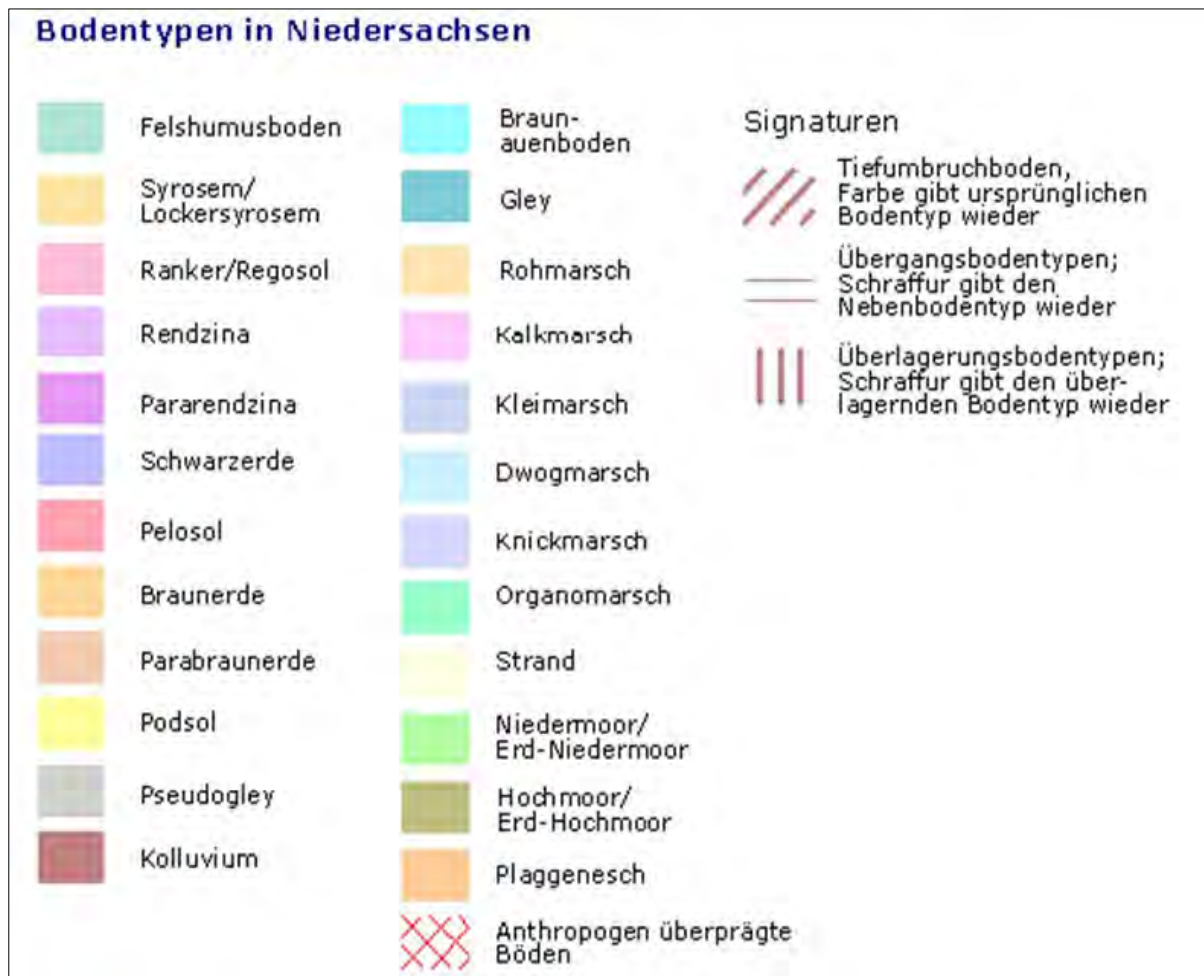 Bodentypen in Niedersachsen
Felshumusboden
Syrosem/
Lockersyrosem
Ranker/Regosol
Rendzina
Pararendzina
Schwarzerde
Pelosol
Braunerde
Parabraunerde
Podsol
Pseudogley
Kolluvium
Braun-
auenboden
Gley
Rohmarsch
Kalkmarsch
Kleimarsch
Dwogmarsch
Knickmarsch
Organomarsch
Strand
Niedermoor/
Erd-Niedermoor
Hochmoor/
Erd-Hochmoor
Plaggenesch
Anthropogen überprägte
Böden
Signaturen
Tiefumbruchboden,
Farbe gibt ursprünglichen
Bodentyp wieder
Übergangsbodentypen;
Schraffur gibt den
Nebenbodentyp wieder
Überlagerungsbodentypen;
Schraffur gibt den über-
lagernden Bodentyp wieder